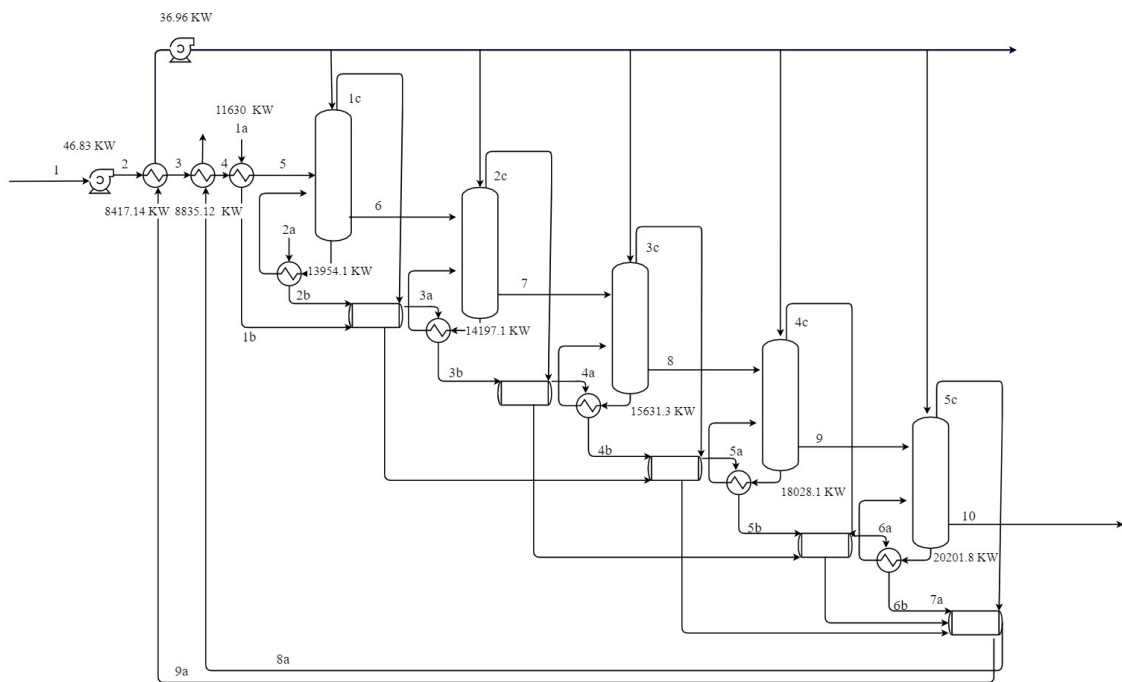 36.96 KW
1c
11630 KW
1a
46.83 KW
1
2
3
4
5
2c
8417.14 KW
8835.12 KW
6
2a
3c
13954.1 KW
2b
3a
7
1b
14197.1 KW
4c
3b
4a
8
5c
15631.3 KW
4b
5a
9
18028.1 KW
5b
6a
10
20201.8 KW
6b
7a
8a
9a